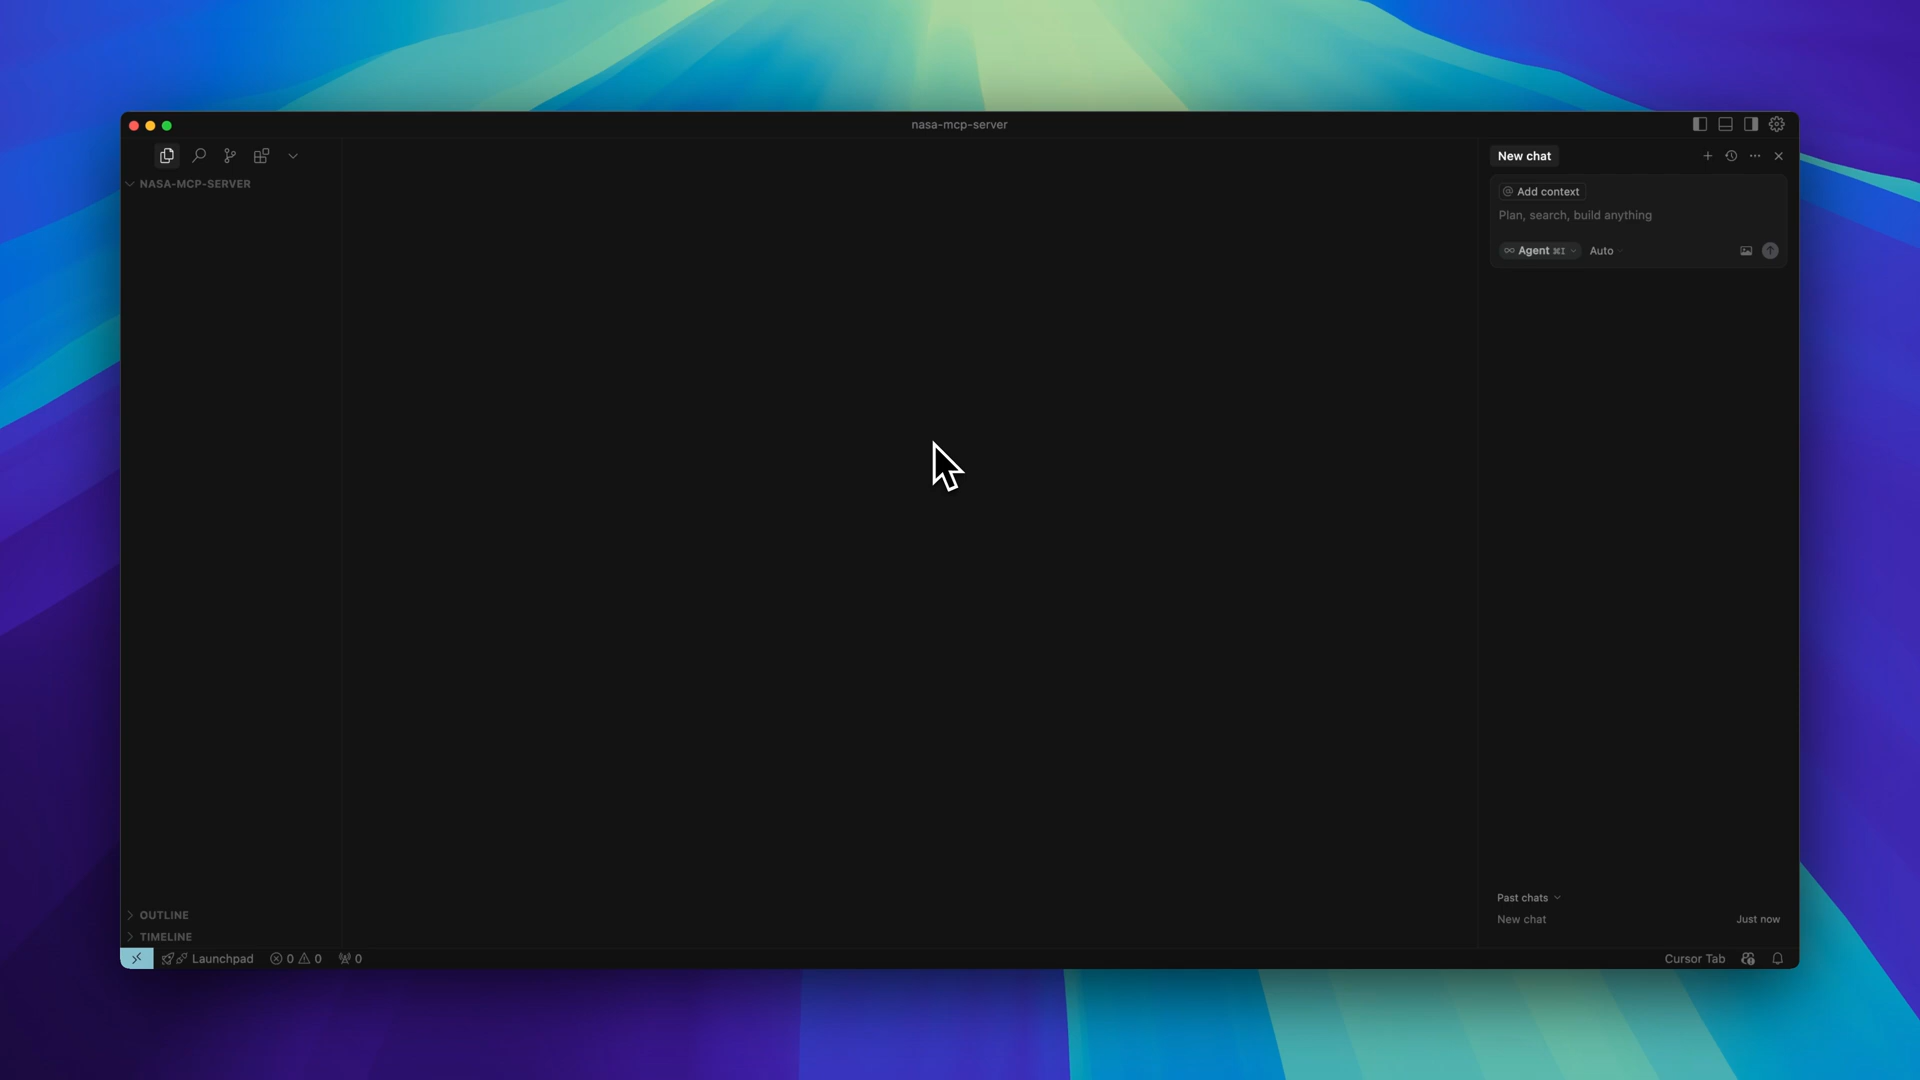 nasa-mcp-server
NASA-MCP-SERVER
New chat
@ Add context
Plan, search, build anything
Agent ⌘I
Auto
Past chats
New chat
Just now
OUTLINE
TIMELINE
Launchpad
0
0
0
Cursor Tab